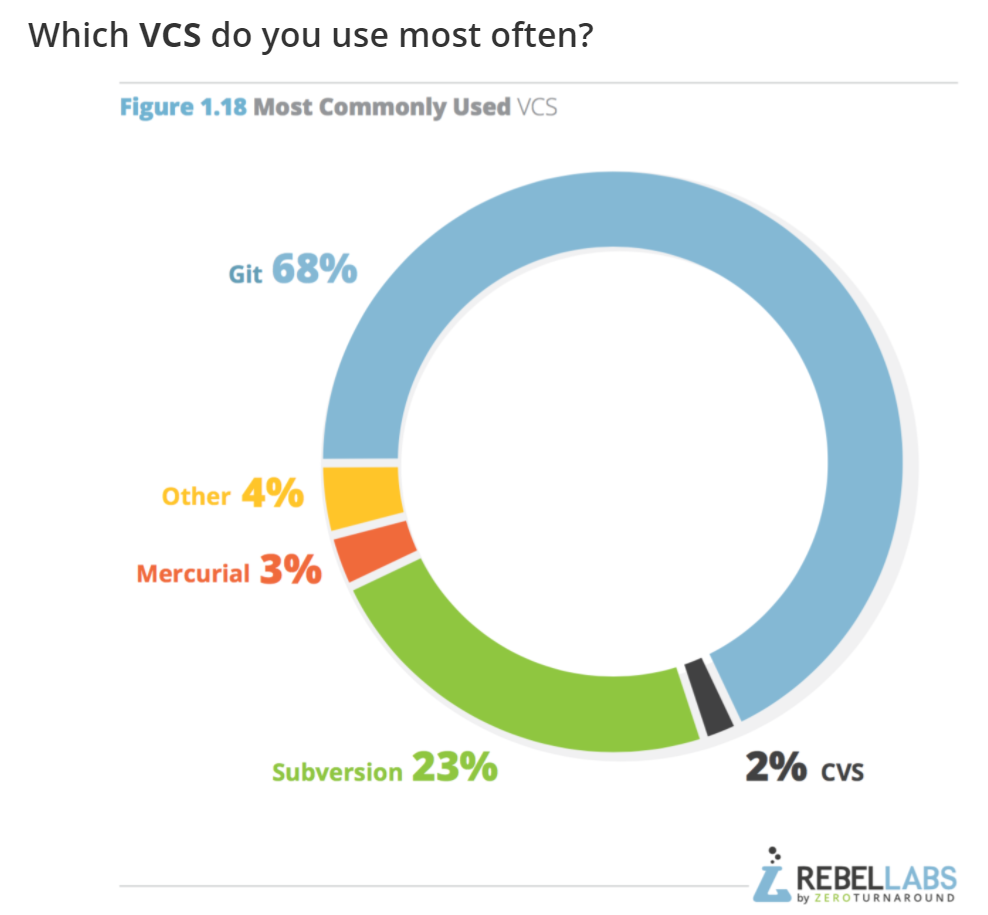 Which VCS do you use most often?
Figure 1.18 Most Commonly Used VCS
Git 68%
Other 4%
Mercurial 3%
Subversion 23%
2% CVS
REBELLABS
by ZEROTURNAROUND